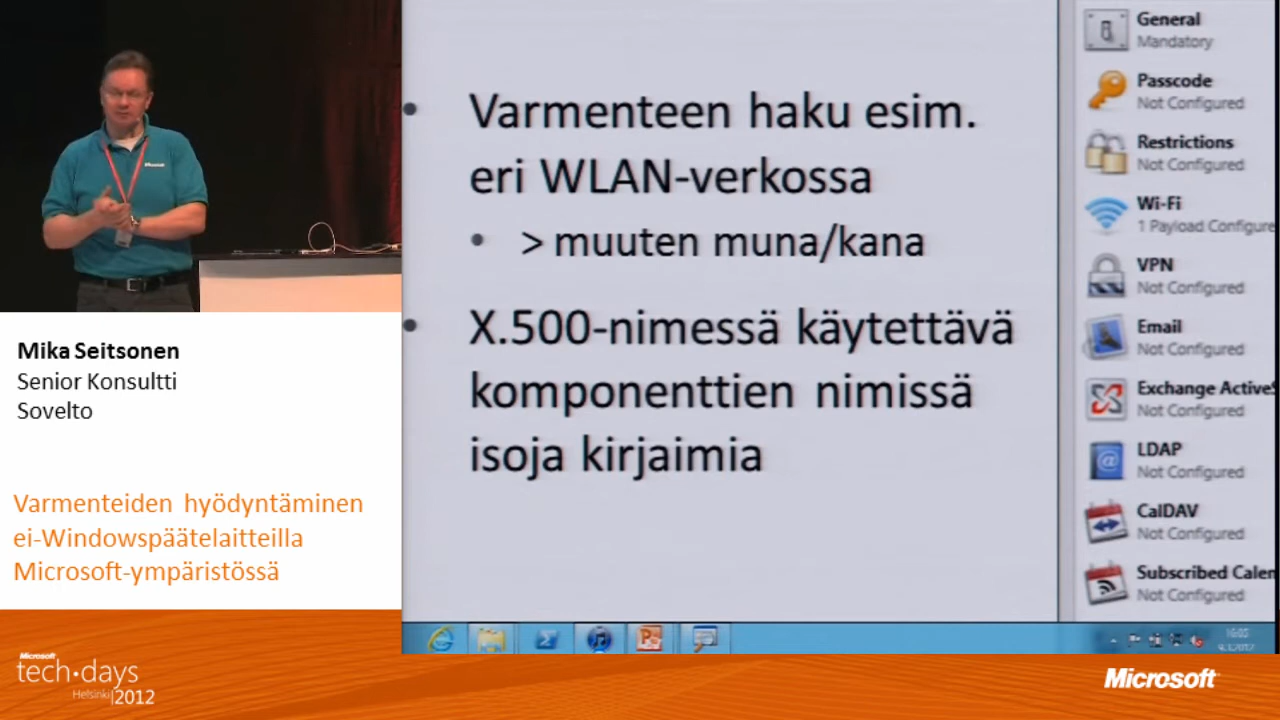 Mika Seitsonen
Senior Konsultti
Sovelto
Varmenteiden hyödyntäminen
ei-Windowspäätelaitteilla
Microsoft-ympäristössä
Microsoft
tech·days
Helsinki|2012
• Varmenteen haku esim.
eri WLAN-verkossa
• > muuten muna/kana
• X.500-nimessä käytettävä
komponenttien nimissä
isoja kirjaimia
General
Mandatory
Passcode
Not Configured
Restrictions
Not Configured
Wi-Fi
1 Payload Configure
VPN
Not Configured
Email
Not Configured
Exchange ActiveS
Not Configured
LDAP
Not Configured
CalDAV
Not Configured
Subscribed Calen
Not Configured
16:05
Microsoft